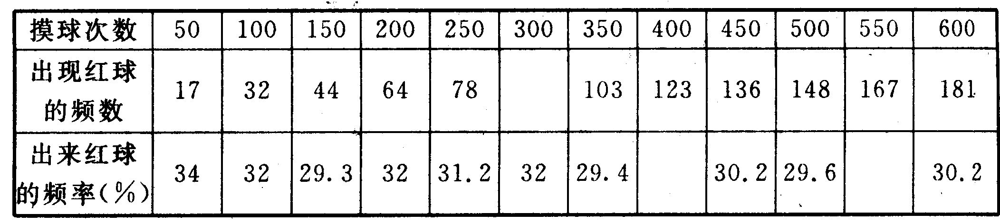 摸球次数 50 100 150 200 250 300 350 400 450 500 550 600
出现红球
的频数 17 32 44 64 78 103 123 136 148 167 181
出来红球
的频率(%) 34 32 29.3 32 31.2 32 29.4 30.2 29.6 30.2